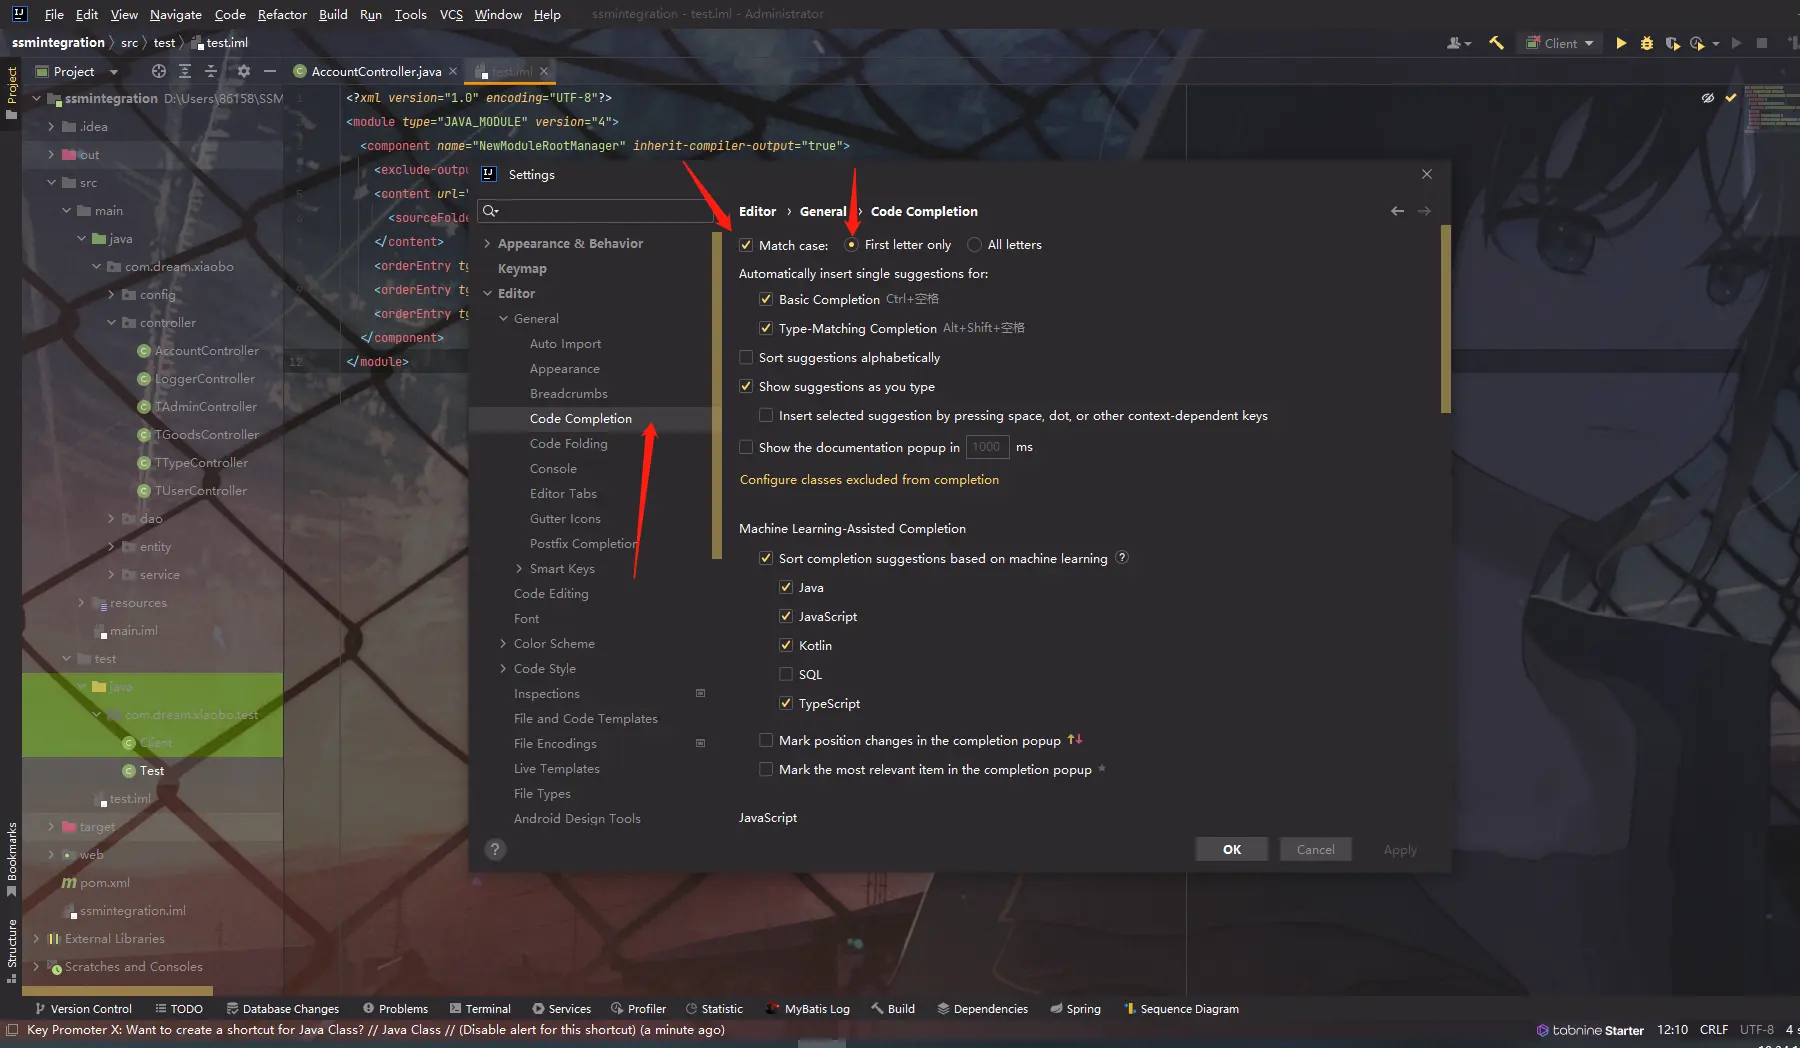 File Edit View Navigate Code Refactor Build Run Tools VCS Window Help ssmintegration - test.iml - Administrator
ssmintegration src test test.iml
Client
Project
AccountController.java
test.iml
Project
ssmintegration D:\Users\86158\SSM
.idea
out
src
main
java
com.dream.xiaobo
config
controller
AccountController
LoggerController
TAdminController
TGoodsController
TTypeController
TUserController
dao
entity
service
resources
main.iml
test
java
com.dream.xiaobo.test
Client
Test
test.iml
target
web
pom.xml
ssmintegration.iml
External Libraries
Scratches and Consoles
Bookmarks
Structure
<?xml version="1.0" encoding="UTF-8"?>
<module type="JAVA_MODULE" version="4">
<component name="NewModuleRootManager" inherit-compiler-output="true">
<exclude-outpu
<content url="
<sourceFolde
</content>
<orderEntry ty
<orderEntry ty
<orderEntry ty
</component>
12 </module>
Settings
Appearance & Behavior
Keymap
Editor
General
Auto Import
Appearance
Breadcrumbs
Code Completion
Code Folding
Console
Editor Tabs
Gutter Icons
Postfix Completion
Smart Keys
Code Editing
Font
Color Scheme
Code Style
Inspections
File and Code Templates
File Encodings
Live Templates
File Types
Android Design Tools
Editor › General › Code Completion
Match case: First letter only All letters
Automatically insert single suggestions for:
Basic Completion Ctrl+空格
Type-Matching Completion Alt+Shift+空格
Sort suggestions alphabetically
Show suggestions as you type
Insert selected suggestion by pressing space, dot, or other context-dependent keys
Show the documentation popup in 1000 ms
Configure classes excluded from completion
Machine Learning-Assisted Completion
Sort completion suggestions based on machine learning ?
Java
JavaScript
Kotlin
SQL
TypeScript
Mark position changes in the completion popup
Mark the most relevant item in the completion popup
JavaScript
?
OK Cancel Apply
Version Control TODO Database Changes Problems Terminal Services Profiler Statistic MyBatis Log Build Dependencies Spring Sequence Diagram
Key Promoter X: Want to create a shortcut for Java Class? // Java Class // (Disable alert for this shortcut) (a minute ago)
tabnine Starter 12:10 CRLF UTF-8 4 s